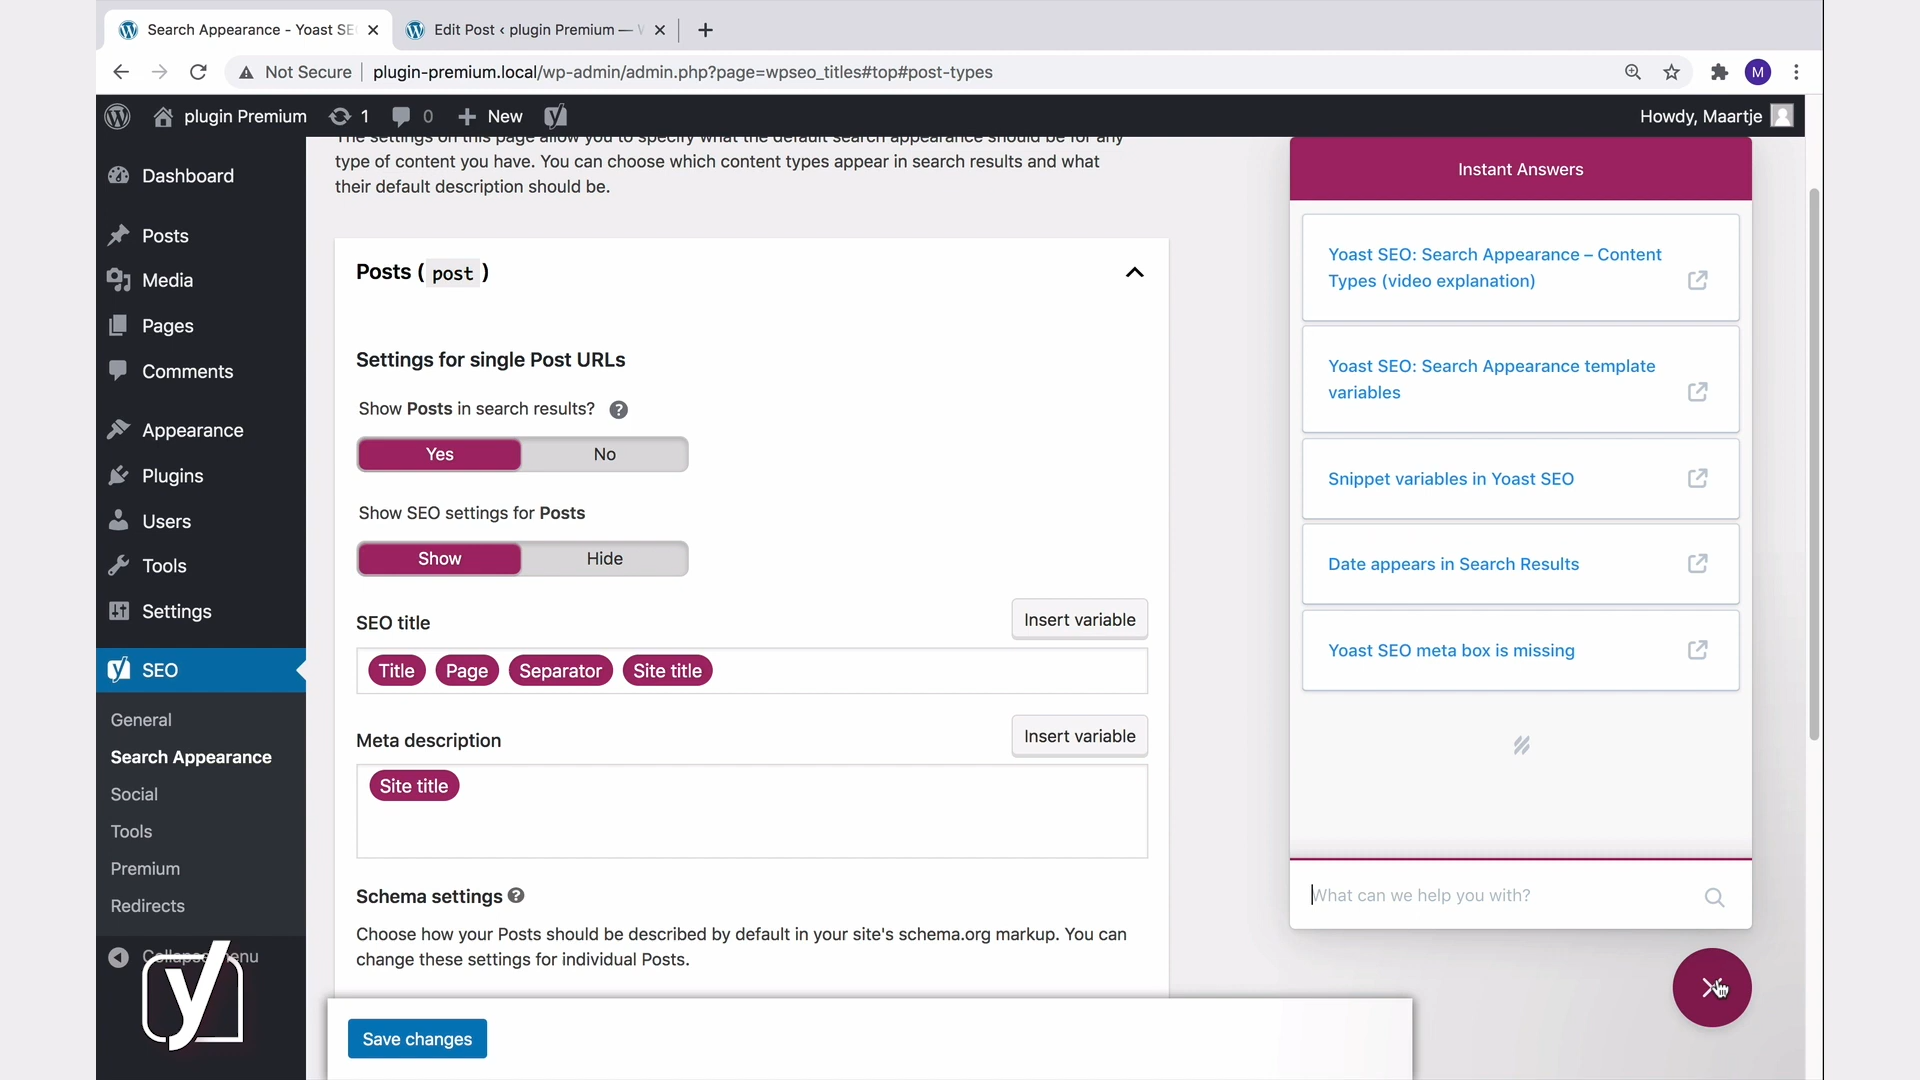 Search Appearance - Yoast SE
Edit Post ‹ plugin Premium —
Not Secure
plugin-premium.local/wp-admin/admin.php?page=wpseo_titles#top#post-types
M
plugin Premium
1
0
New
Howdy, Maartje
Dashboard
Posts
Media
Pages
Comments
Appearance
Plugins
Users
Tools
Settings
SEO
General
Search Appearance
Social
Tools
Premium
Redirects
Collapse menu
y
The settings on this page allow you to specify what the default search appearance should be for any
type of content you have. You can choose which content types appear in search results and what
their default description should be.
Posts ( post )
Settings for single Post URLs
Show Posts in search results? ?
Yes No
Show SEO settings for Posts
Show Hide
SEO title
Insert variable
Title Page Separator Site title
Meta description
Insert variable
Site title
Schema settings ?
Choose how your Posts should be described by default in your site's schema.org markup. You can
change these settings for individual Posts.
Save changes
Instant Answers
Yoast SEO: Search Appearance – Content
Types (video explanation)
Yoast SEO: Search Appearance template
variables
Snippet variables in Yoast SEO
Date appears in Search Results
Yoast SEO meta box is missing
What can we help you with?